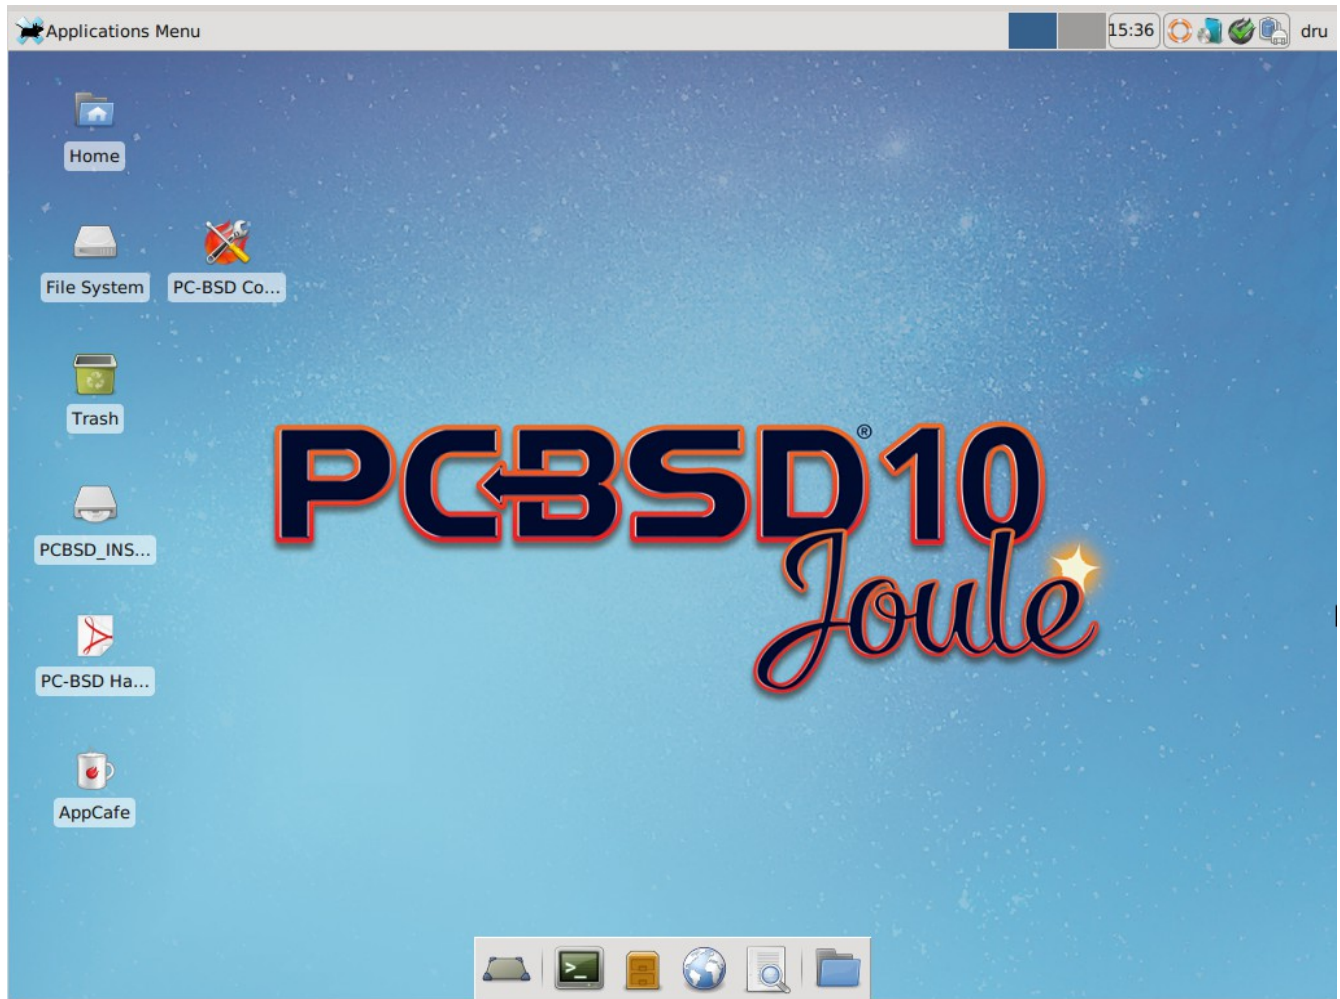 Applications Menu
15:36
dru
Home
File System
PC-BSD Co...
Trash
PCBSD®10
Joule
PCBSD_INS...
PC-BSD Ha...
AppCafe
>_